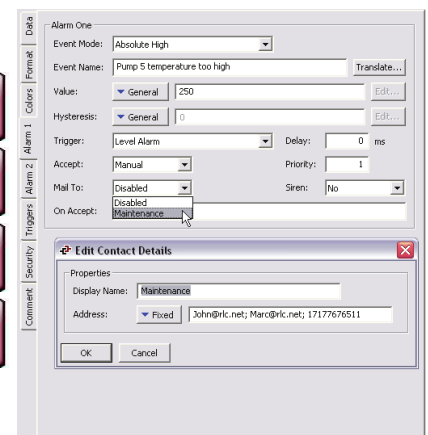 Data
Format
Colors
Alarm 1
Alarm 2
Triggers
Security
Comment
Alarm One
Event Mode: Absolute High
Event Name: Pump 5 temperature too high Translate...
Value: General 250 Edit...
Hysteresis: General 0 Edit...
Trigger: Level Alarm Delay: 0 ms
Accept: Manual Priority: 1
Mail To: Disabled Siren: No
Disabled
Maintenance
On Accept:
Edit Contact Details
Properties
Display Name: Maintenance
Address: Fixed John@rlc.net; Marc@rlc.net; 17177676511
OK Cancel